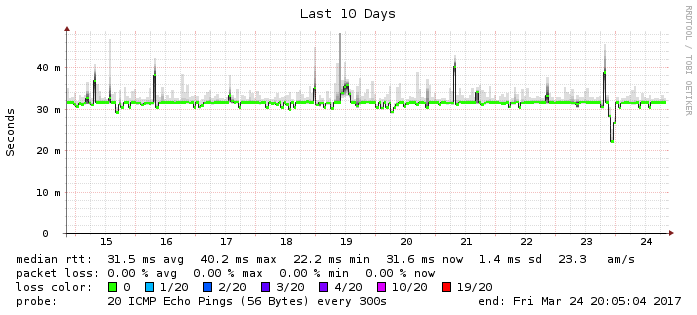 Last 10 Days
RRDTOOL / TOBI OETIKER
Seconds
40 m
30 m
20 m
10 m
0
15 16 17 18 19 20 21 22 23 24
median rtt: 31.5 ms avg 40.2 ms max 22.2 ms min 31.6 ms now 1.4 ms sd 23.3 am/s
packet loss: 0.00 % avg 0.00 % max 0.00 % min 0.00 % now
loss color: 0 1/20 2/20 3/20 4/20 10/20 19/20
probe: 20 ICMP Echo Pings (56 Bytes) every 300s end: Fri Mar 24 20:05:04 2017